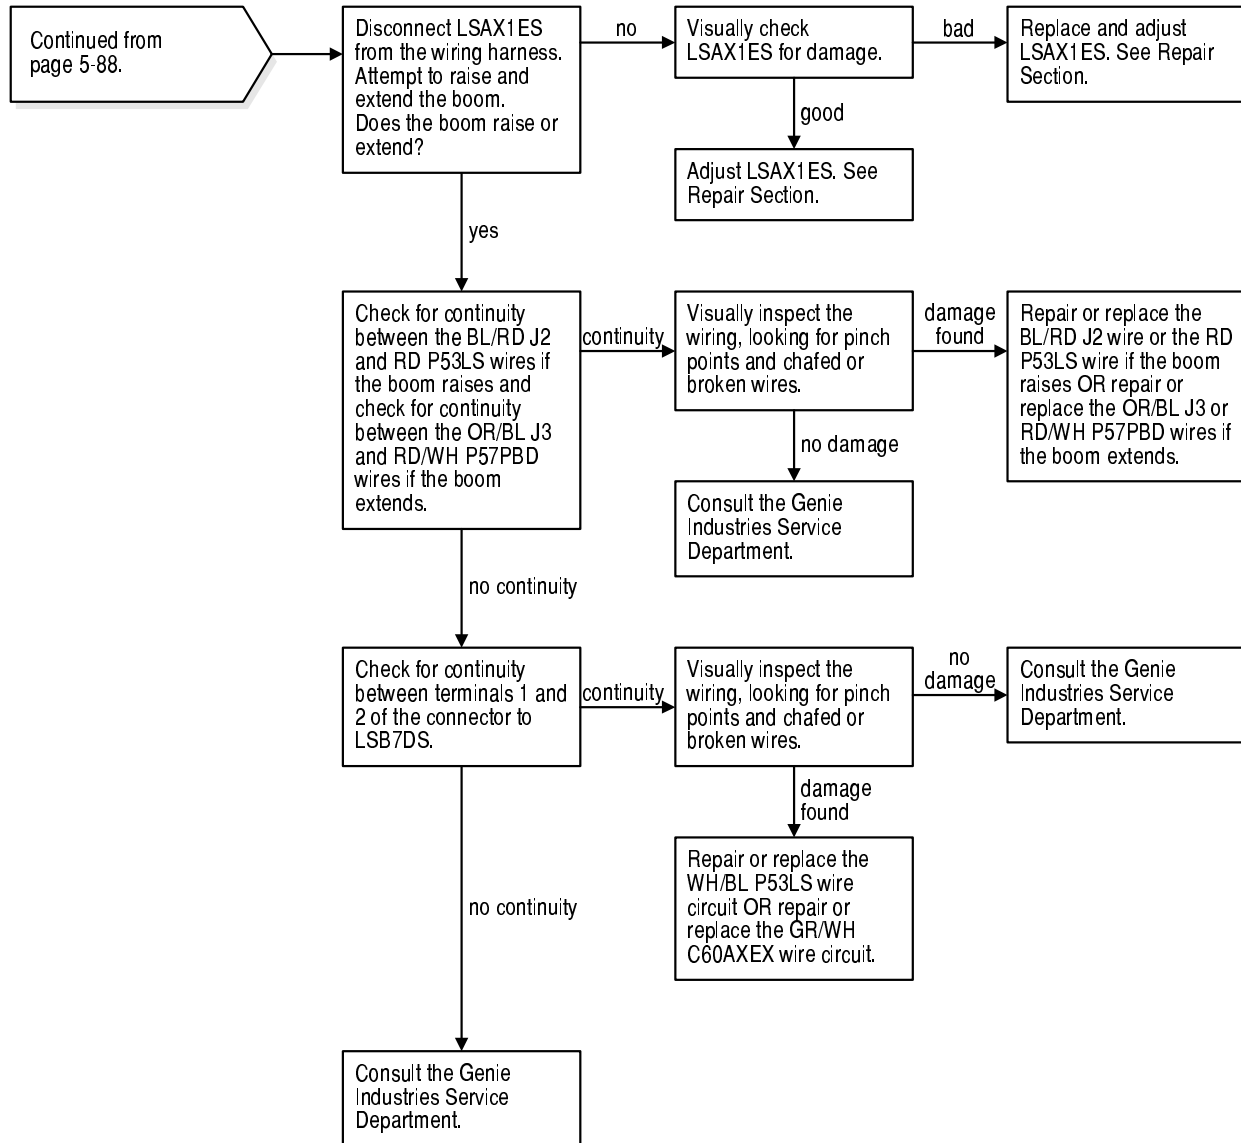 Continued from
page 5-88.
Disconnect LSAX1ES
from the wiring harness.
Attempt to raise and
extend the boom.
Does the boom raise or
extend?
no
Visually check
LSAX1ES for damage.
bad
Replace and adjust
LSAX1ES. See Repair
Section.
good
Adjust LSAX1ES. See
Repair Section.
yes
Check for continuity
between the BL/RD J2
and RD P53LS wires if
the boom raises and
check for continuity
between the OR/BL J3
and RD/WH P57PBD
wires if the boom
extends.
continuity
Visually inspect the
wiring, looking for pinch
points and chafed or
broken wires.
damage
found
Repair or replace the
BL/RD J2 wire or the RD
P53LS wire if the boom
raises OR repair or
replace the OR/BL J3 or
RD/WH P57PBD wires if
the boom extends.
no damage
Consult the Genie
Industries Service
Department.
no continuity
Check for continuity
between terminals 1 and
2 of the connector to
LSB7DS.
continuity
Visually inspect the
wiring, looking for pinch
points and chafed or
broken wires.
no
damage
Consult the Genie
Industries Service
Department.
damage
found
Repair or replace the
WH/BL P53LS wire
circuit OR repair or
replace the GR/WH
C60AXEX wire circuit.
no continuity
Consult the Genie
Industries Service
Department.